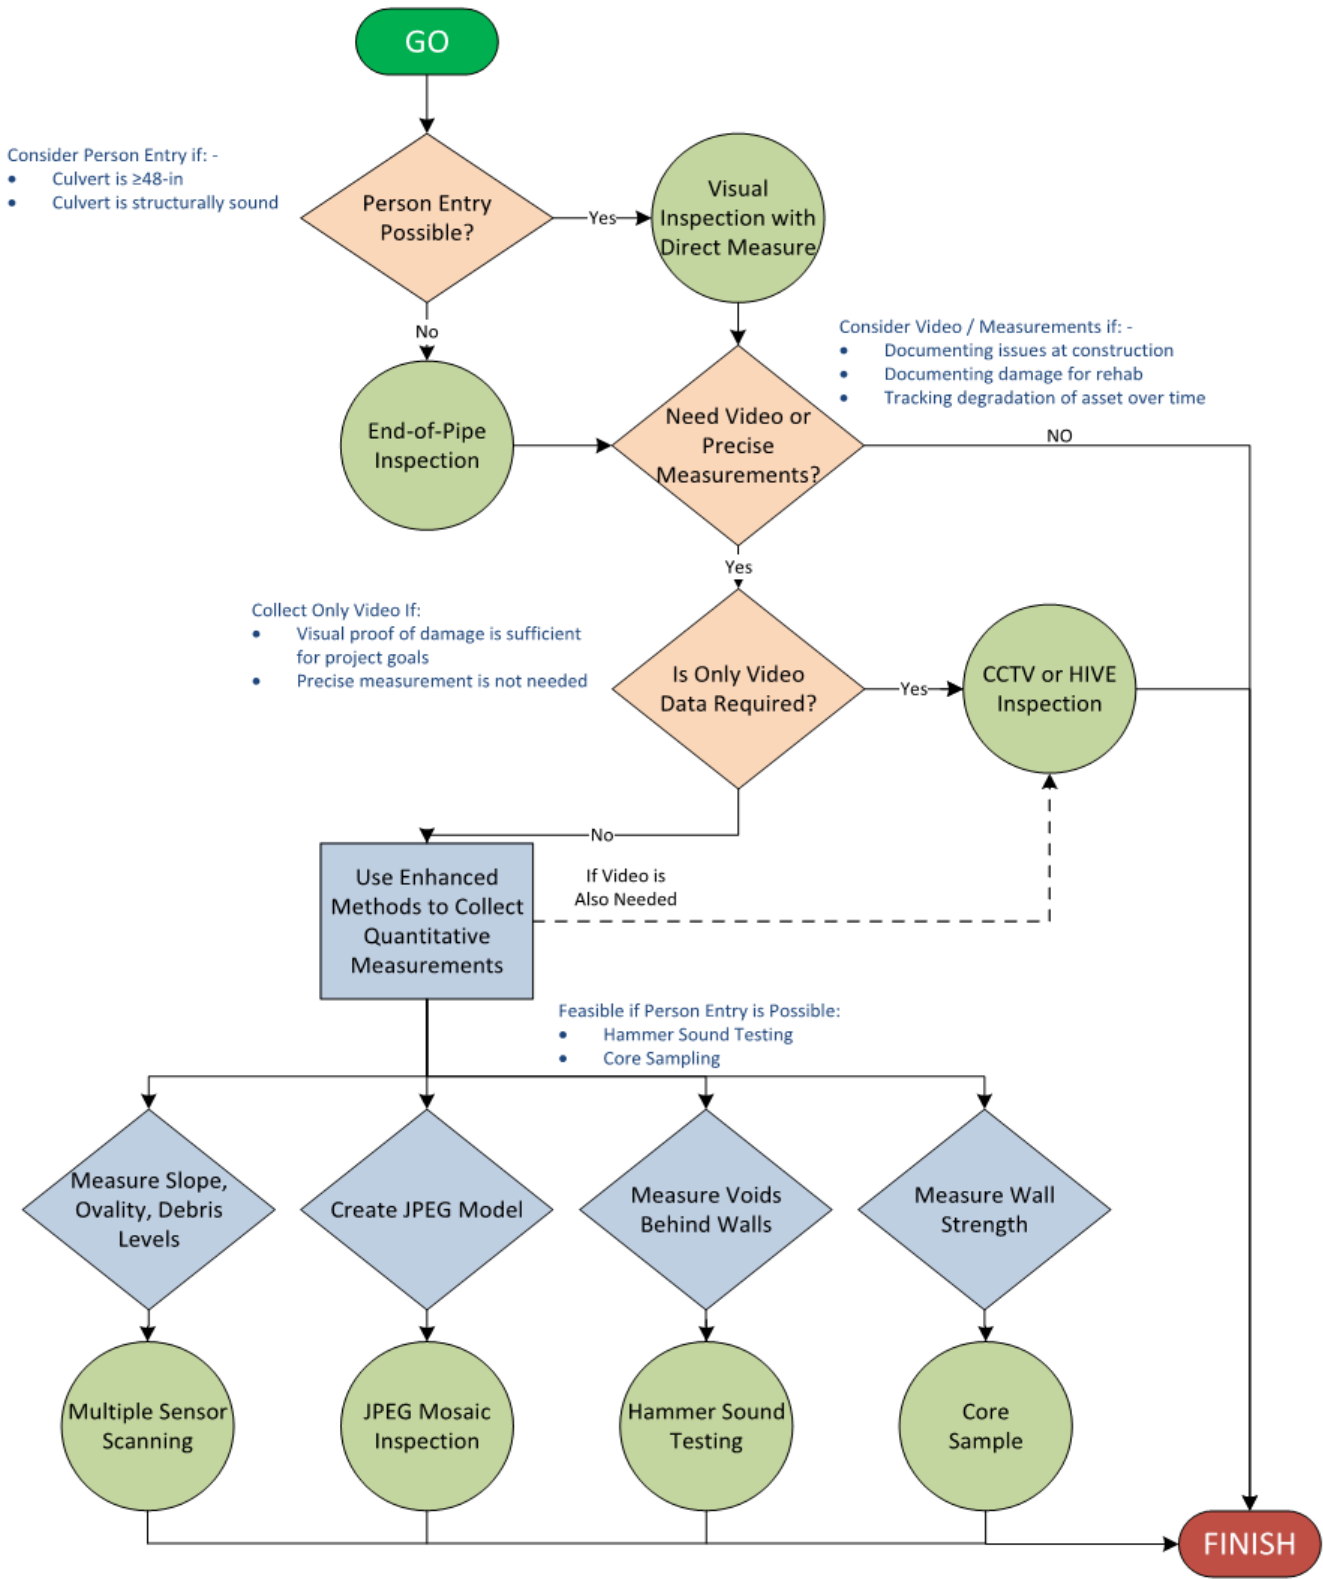 GO
Consider Person Entry if: -
• Culvert is ≥48-in
• Culvert is structurally sound
Person Entry
Possible?
Yes
Visual
Inspection with
Direct Measure
No
Consider Video / Measurements if: -
• Documenting issues at construction
• Documenting damage for rehab
• Tracking degradation of asset over time
End-of-Pipe
Inspection
Need Video or
Precise
Measurements?
NO
Yes
Collect Only Video If:
• Visual proof of damage is sufficient
for project goals
• Precise measurement is not needed
Is Only Video
Data Required?
Yes
CCTV or HIVE
Inspection
No
Use Enhanced
Methods to Collect
Quantitative
Measurements
If Video is
Also Needed
Feasible if Person Entry is Possible:
• Hammer Sound Testing
• Core Sampling
Measure Slope,
Ovality, Debris
Levels
Create JPEG Model
Measure Voids
Behind Walls
Measure Wall
Strength
Multiple Sensor
Scanning
JPEG Mosaic
Inspection
Hammer Sound
Testing
Core
Sample
FINISH